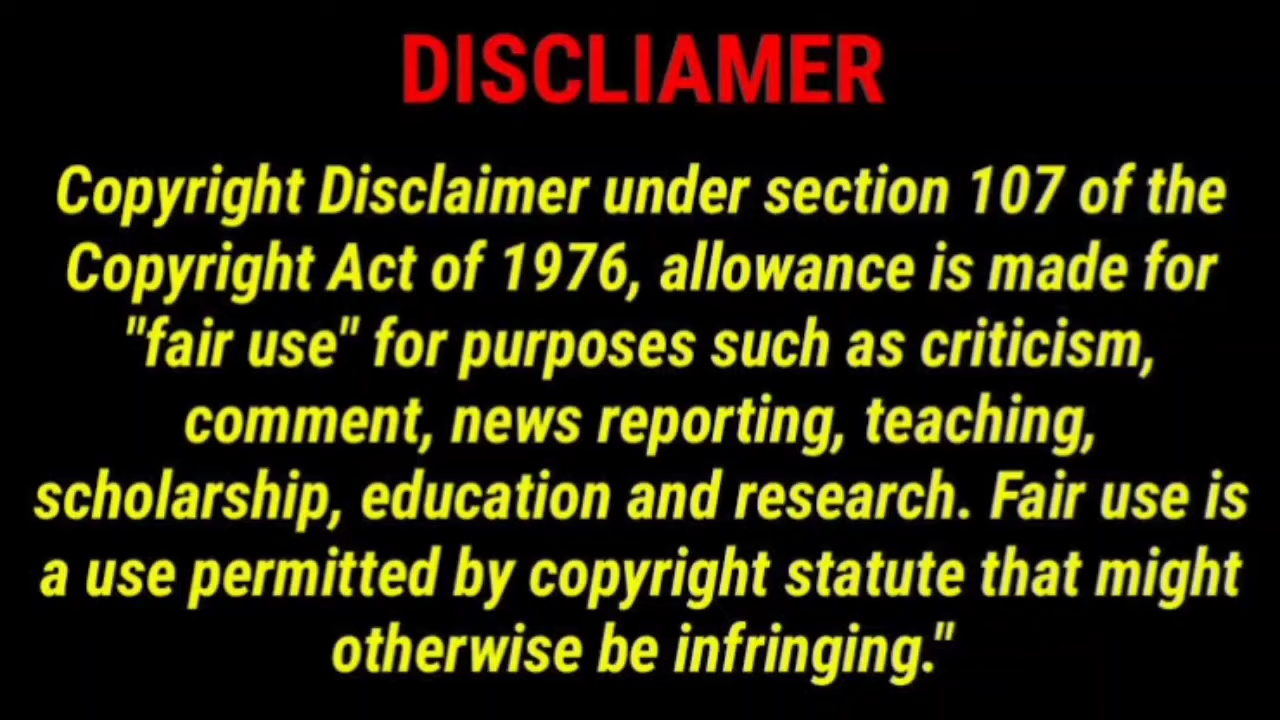 DISCLIAMER
Copyright Disclaimer under section 107 of the
Copyright Act of 1976, allowance is made for
"fair use" for purposes such as criticism,
comment, news reporting, teaching,
scholarship, education and research. Fair use is
a use permitted by copyright statute that might
otherwise be infringing."